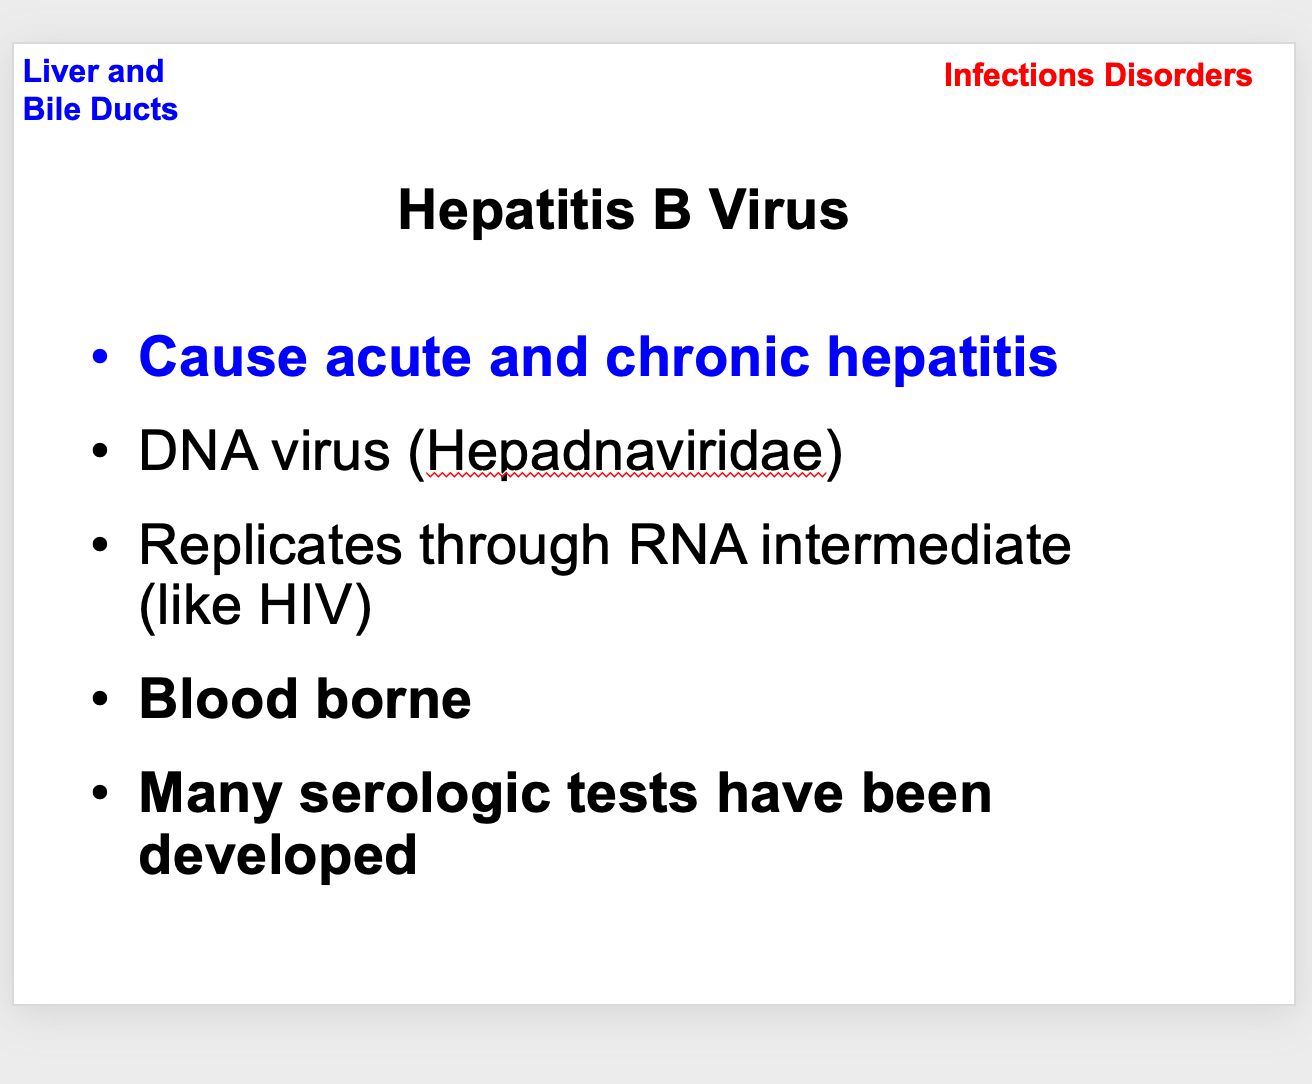 Liver and
Bile Ducts
Infections Disorders
Hepatitis B Virus
• Cause acute and chronic hepatitis
• DNA virus (Hepadnaviridae)
• Replicates through RNA intermediate
(like HIV)
• Blood borne
• Many serologic tests have been
developed